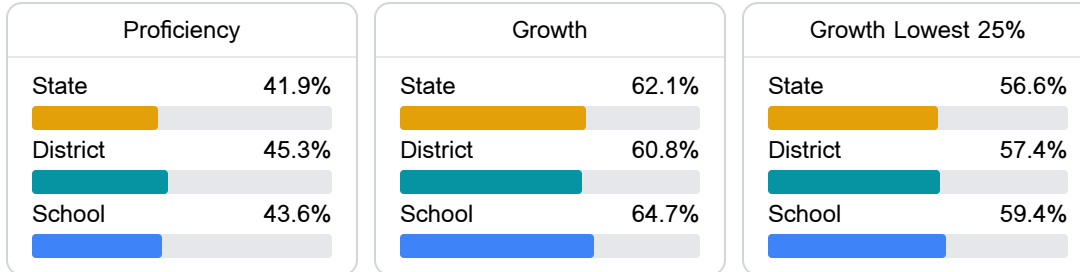 Proficiency
State 41.9%
District 45.3%
School 43.6%
Growth
State 62.1%
District 60.8%
School 64.7%
Growth Lowest 25%
State 56.6%
District 57.4%
School 59.4%